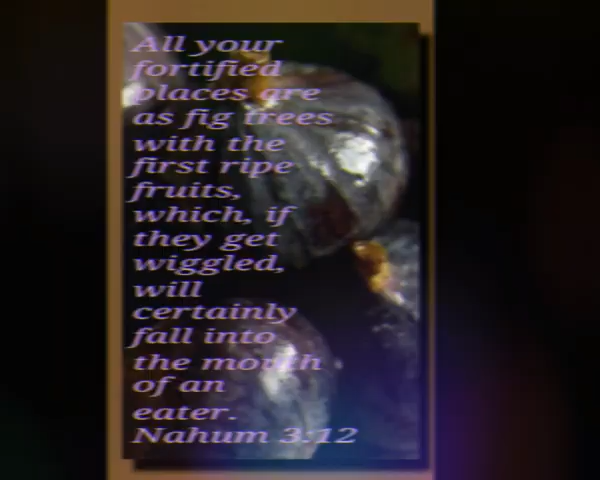 All your
fortified
places are
as fig trees
with the
first ripe
fruits,
which, if
they get
wiggled,
will
certainly
fall into
the mouth
of an
eater.
Nahum 3:12